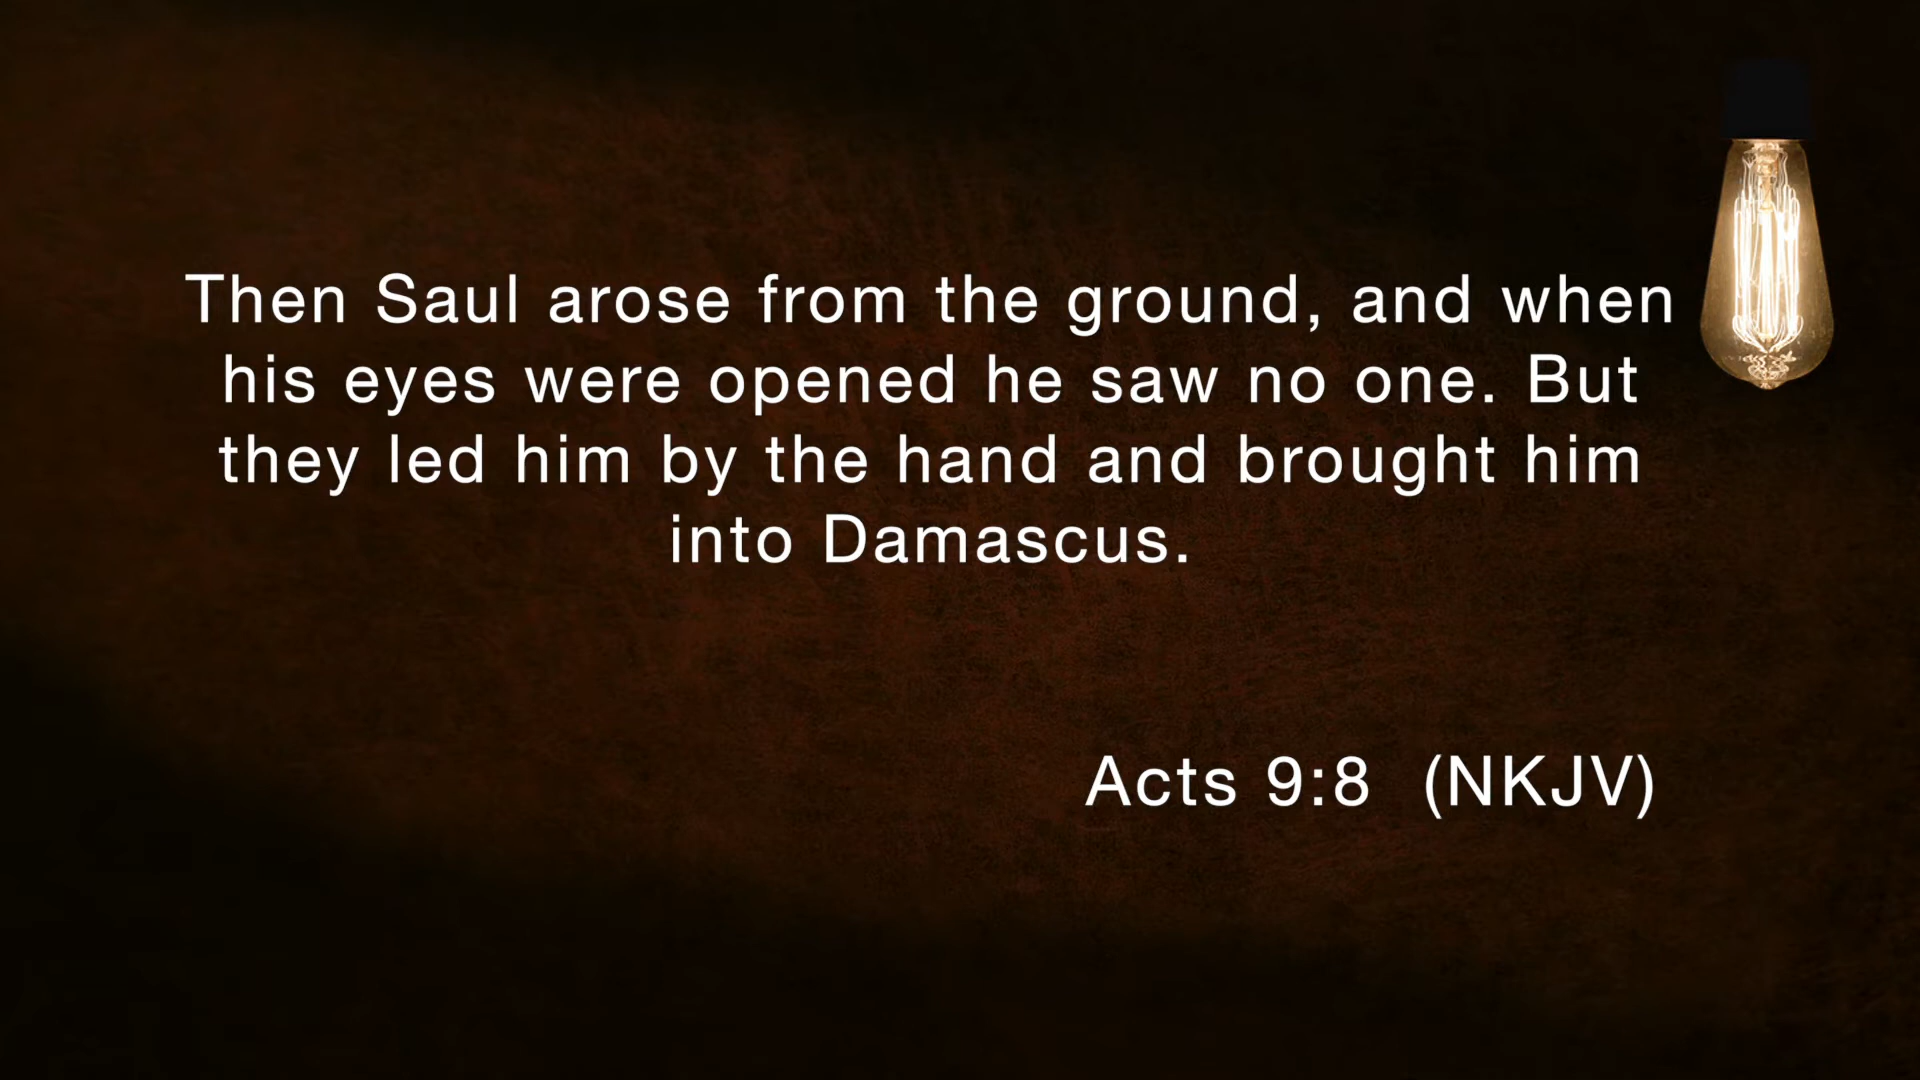 Then Saul arose from the ground, and when
his eyes were opened he saw no one. But
they led him by the hand and brought him
into Damascus.
Acts 9:8  (NKJV)